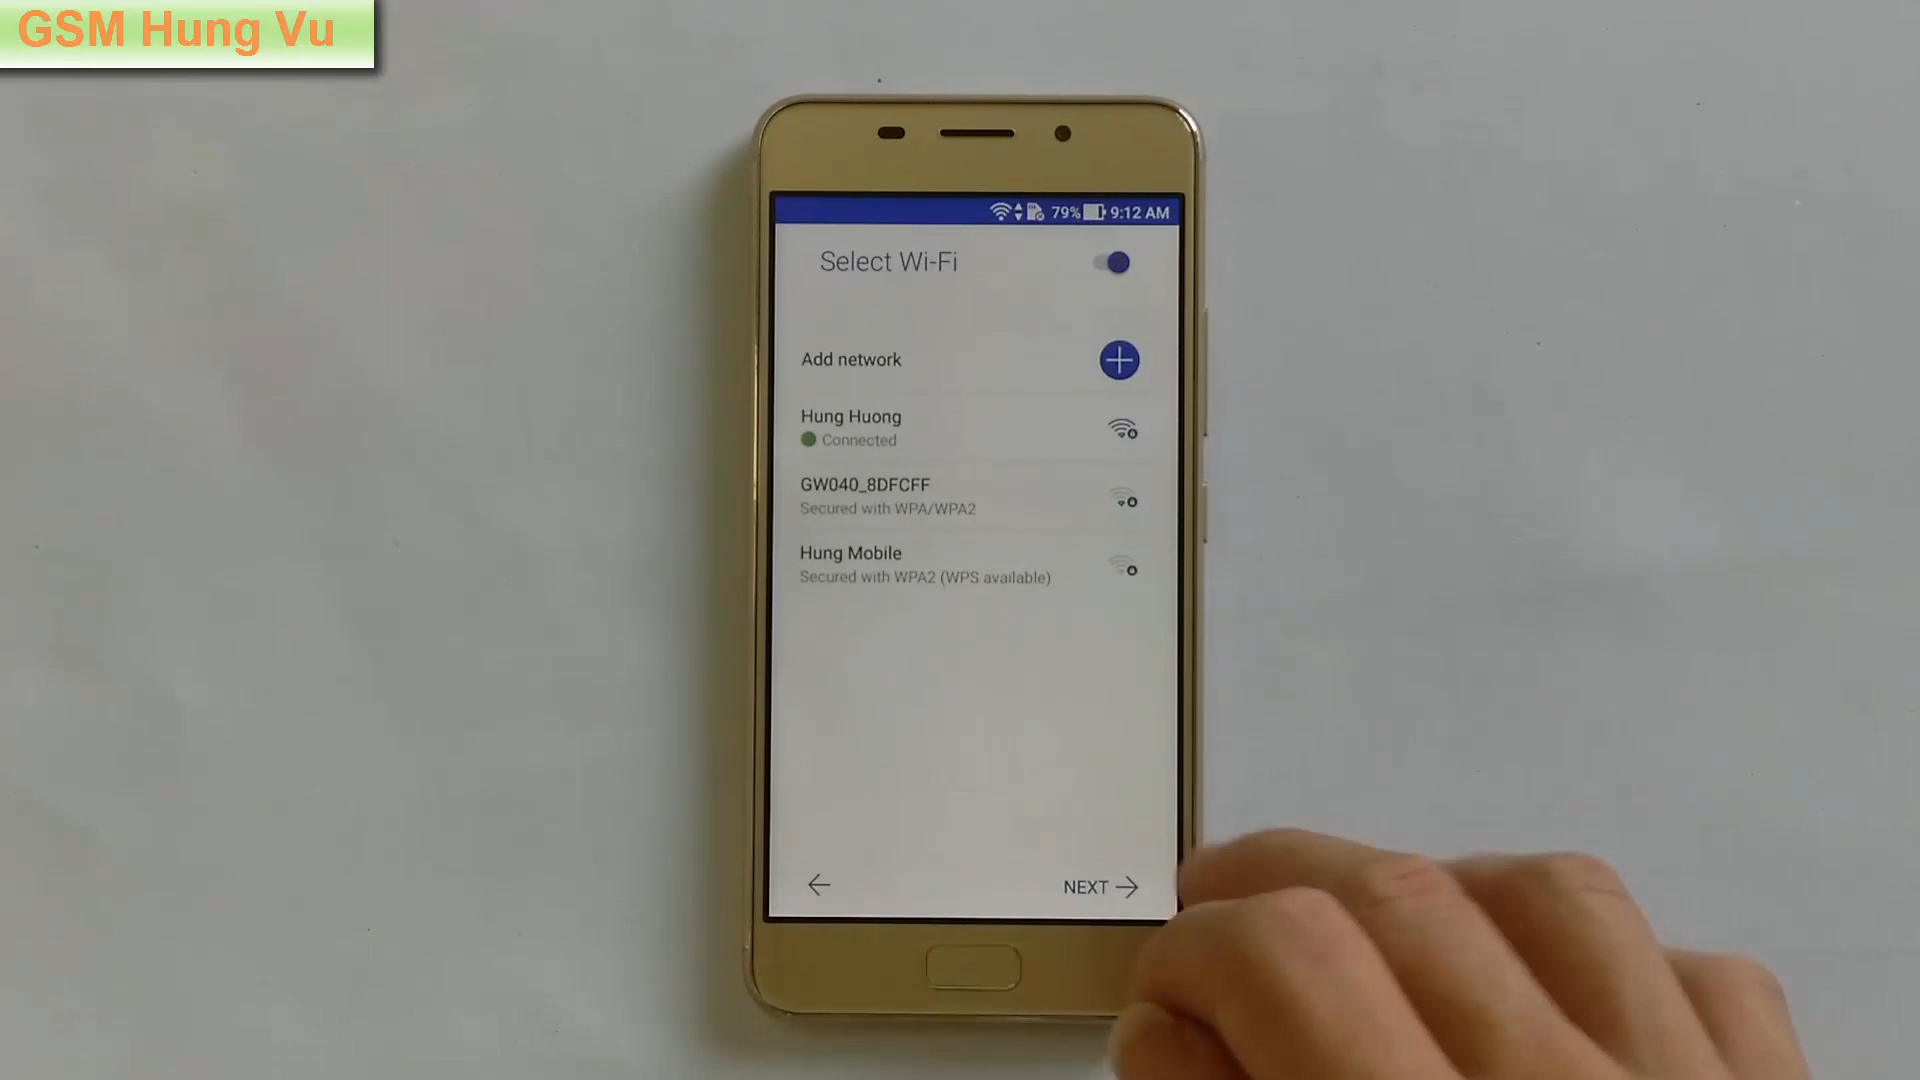 GSM Hung Vu
79% 9:12 AM
Select Wi-Fi
Add network
Hung Huong
Connected
GW040_8DFCFF
Secured with WPA/WPA2
Hung Mobile
Secured with WPA2 (WPS available)
NEXT